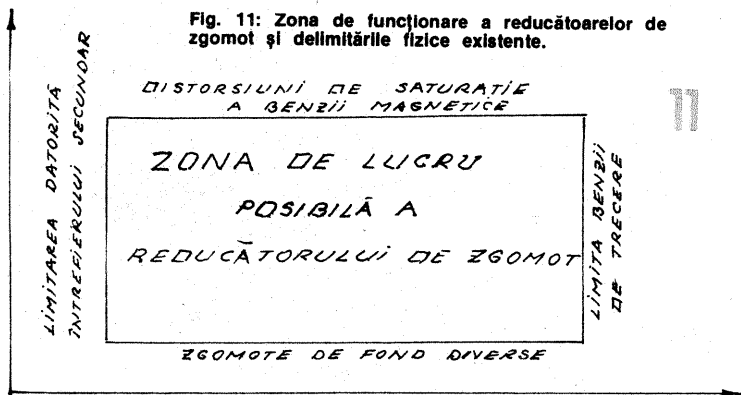 Fig. 11: Zona de funcționare a reducătoarelor de
zgomot și delimitările fizice existente.
DISTORSIUNI DE SATURAȚIE
A BENZII MAGNETICE
11
LIMITAREA DATORITĂ
ÎNTREFIERULUI SECUNDAR
ZONA DE LUCRU
POSIBILĂ A
REDUCĂTORULUI DE ZGOMOT
LIMITA BENZII
DE TRECERE
ZGOMOTE DE FOND DIVERSE